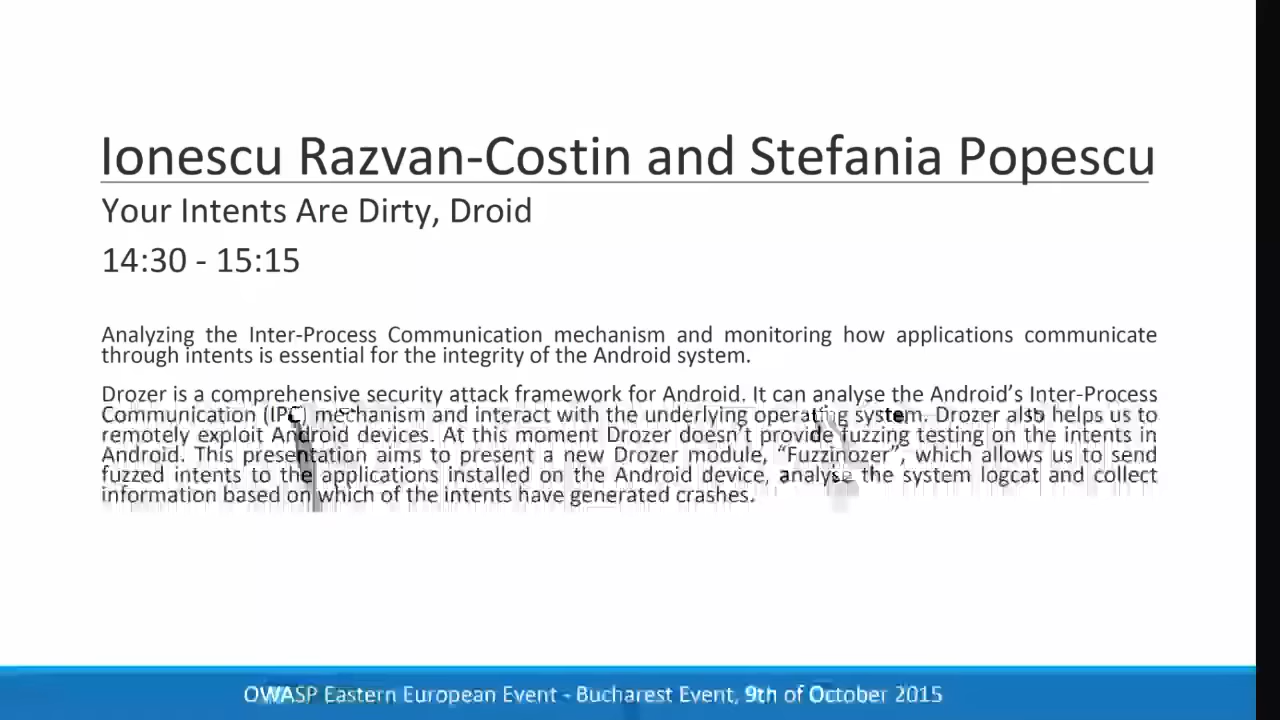 Ionescu Razvan-Costin and Stefania Popescu
Your Intents Are Dirty, Droid
14:30 - 15:15
Analyzing the Inter-Process Communication mechanism and monitoring how applications communicate
through intents is essential for the integrity of the Android system.
Drozer is a comprehensive security attack framework for Android. It can analyse the Android’s Inter-Process
Communication (IPC) mechanism and interact with the underlying operating system. Drozer also helps us to
remotely exploit Android devices. At this moment Drozer doesn’t provide fuzzing testing on the intents in
Android. This presentation aims to present a new Drozer module, “Fuzzinozer”, which allows us to send
fuzzed intents to the applications installed on the Android device, analyse the system logcat and collect
information based on which of the intents have generated crashes.
OWASP Eastern European Event - Bucharest Event, 9th of October 2015